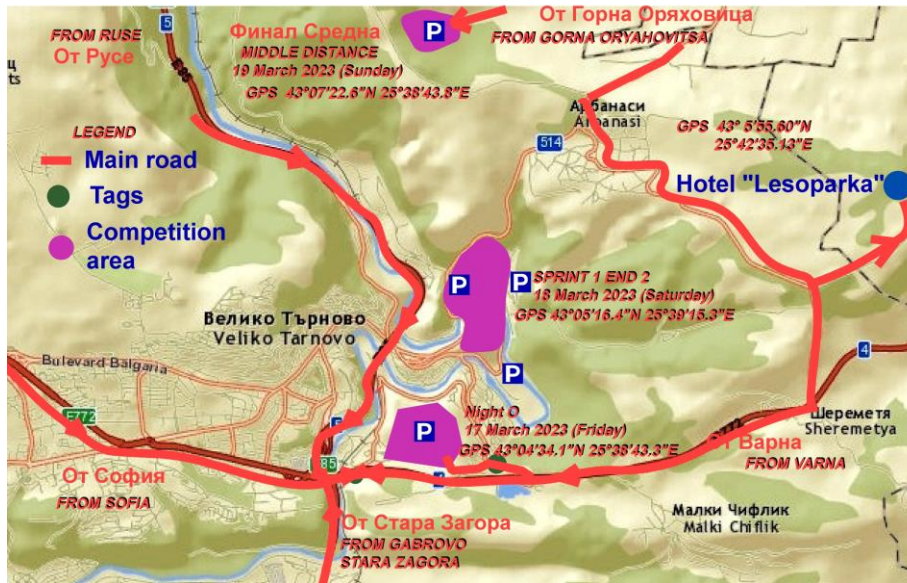 5
FROM RUSE
От Русе
Финал Средна
MIDDLE DISTANCE
19 March 2023 (Sunday)
GPS 43°07'22.6"N 25°38'43.8"E
P
От Горна Оряховица
FROM GORNA ORYAHOVITSA
ts
LEGEND
Main road
Tags
Competition
area
Арбанаси
Arbanasi
514
GPS 43° 5'55.60"N
25°42'35.13"E
Hotel "Lesoparka"
P
P
SPRINT 1 END 2
18 March 2023 (Saturday)
GPS 43°05'16.4"N 25°39'15.3"E
Велико Търново
Veliko Tarnovo
Bulevard Balgaria
P
4
E772
Night O
17 March 2023 (Friday)
GPS 43°04'34.1"N 25°38'43.3"E
P
Шереметя
Sheremetya
От София
FROM SOFIA
E85
т Варна
FROM VARNA
От Стара Загора
FROM GABROVO
STARA ZAGORA
Малки Чифлик
Malki Chiflik